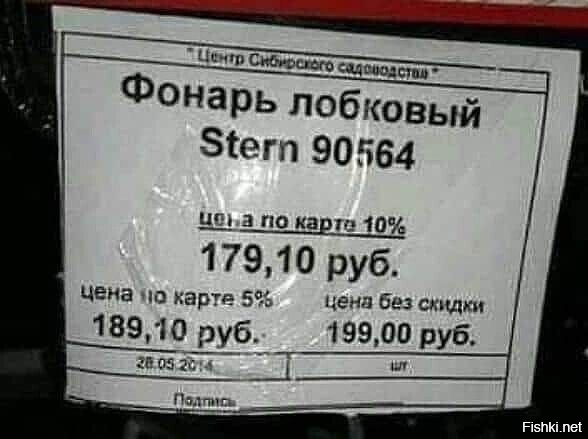 " Центр Сибирского садоводства "
Фонарь лобковый
Stern 90564
цена по карте 10%
179,10 руб.
цена по карте 5% цена без скидки
189,10 руб. 199,00 руб.
28.05.2014 шт
Подпись
Fishki.net